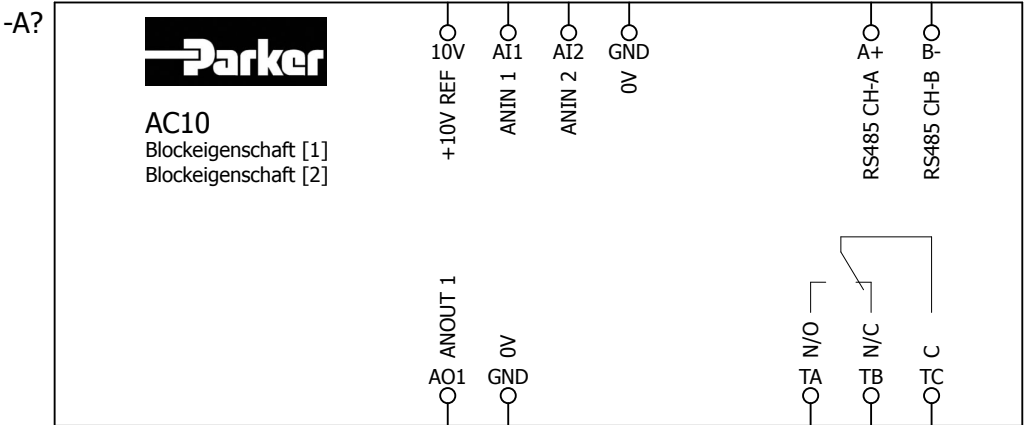 -A?
Parker
AC10
Blockeigenschaft [1]
Blockeigenschaft [2]
10V AI1 AI2 GND A+ B-
+10V REF
ANIN 1
ANIN 2
0V
RS485 CH-A
RS485 CH-B
ANOUT 1
0V
N/O
N/C
C
AO1 GND TA TB TC